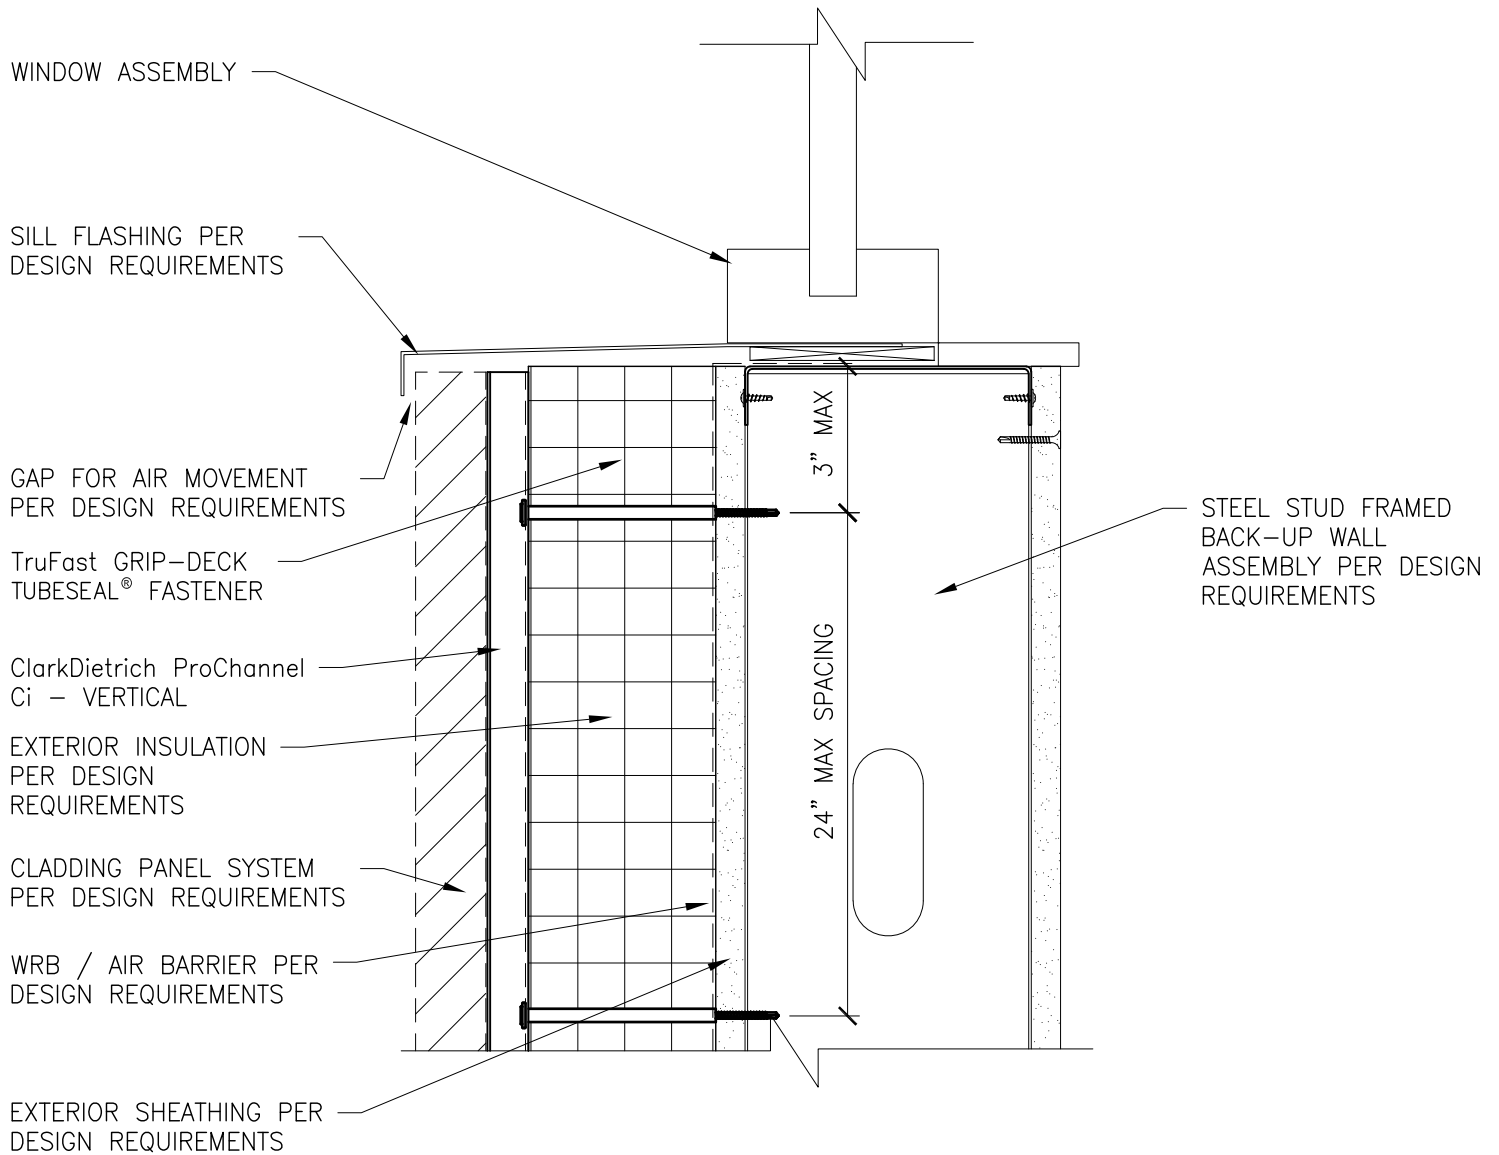 WINDOW ASSEMBLY
SILL FLASHING PER
DESIGN REQUIREMENTS
GAP FOR AIR MOVEMENT
PER DESIGN REQUIREMENTS
TruFast GRIP-DECK
TUBESEAL® FASTENER
ClarkDietrich ProChannel
Ci - VERTICAL
EXTERIOR INSULATION
PER DESIGN
REQUIREMENTS
CLADDING PANEL SYSTEM
PER DESIGN REQUIREMENTS
WRB / AIR BARRIER PER
DESIGN REQUIREMENTS
EXTERIOR SHEATHING PER
DESIGN REQUIREMENTS
3" MAX
24" MAX SPACING
STEEL STUD FRAMED
BACK-UP WALL
ASSEMBLY PER DESIGN
REQUIREMENTS